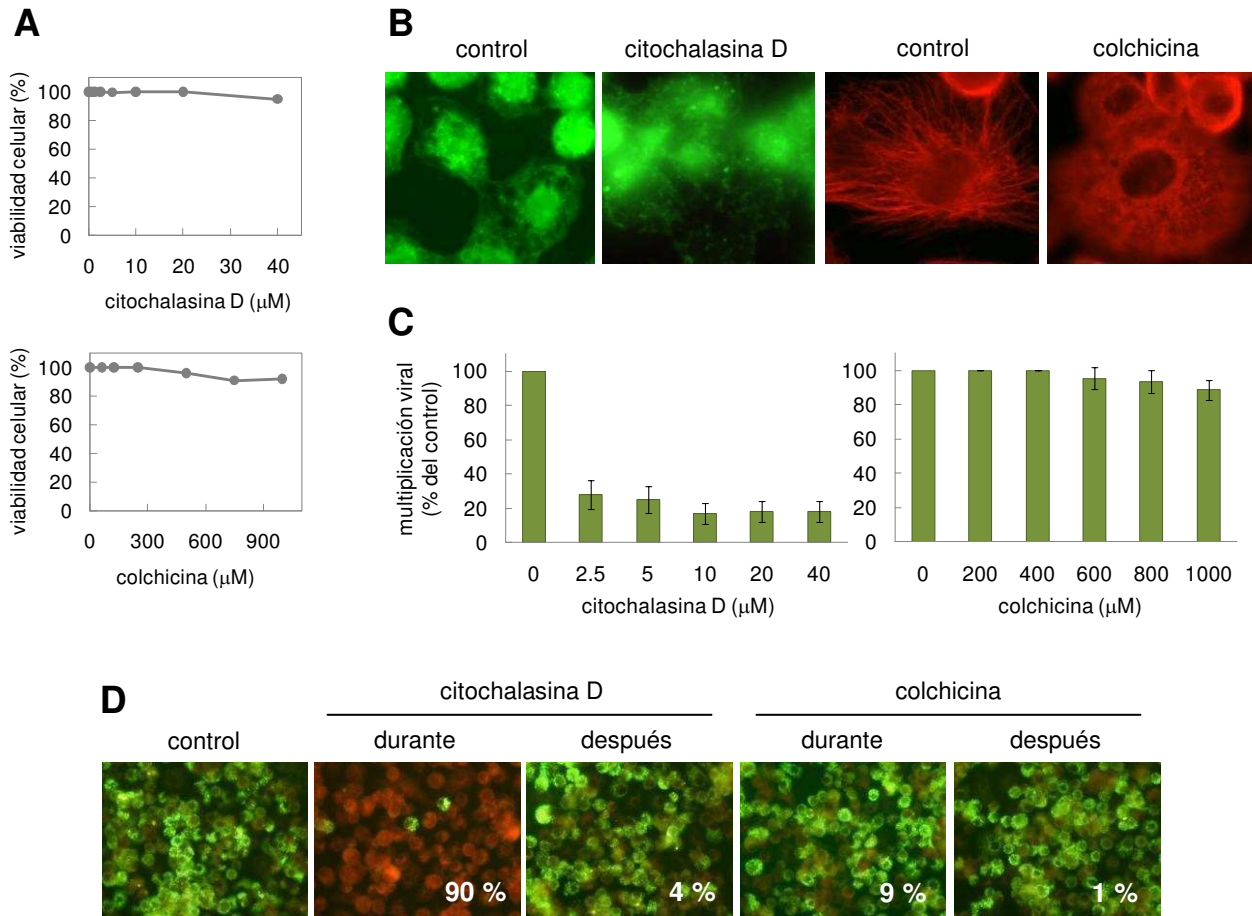 A
viabilidad celular (%)
100
80
60
40
20
0
0 10 20 30 40
citochalasina D (μM)
viabilidad celular (%)
100
80
60
40
20
0
0 300 600 900
colchicina (μM)
B
control citochalasina D control colchicina
C
multiplicación viral
(% del control)
100
80
60
40
20
0
0 2.5 5 10 20 40
citochalasina D (μM)
100
80
60
40
20
0
0 200 400 600 800 1000
colchicina (μM)
D
citochalasina D colchicina
control durante después durante después
90 % 4 % 9 % 1 %